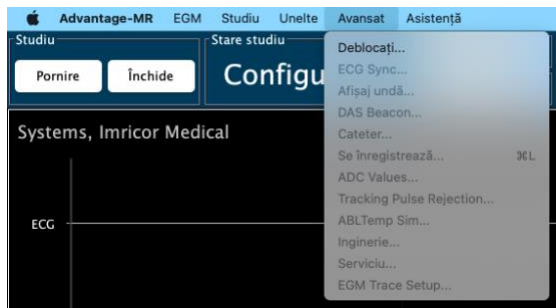 Advantage-MR EGM Studiu Unelte Avansat Asistență
Studiu
Pornire Închide
Stare studiu
Configu
Deblocați...
ECG Sync...
Afișaj undă...
DAS Beacon...
Cateter...
Se înregistrează... ⌘L
ADC Values...
Tracking Pulse Rejection...
ABLTemp Sim...
Inginerie...
Serviciu...
EGM Trace Setup...
Systems, Imricor Medical
ECG